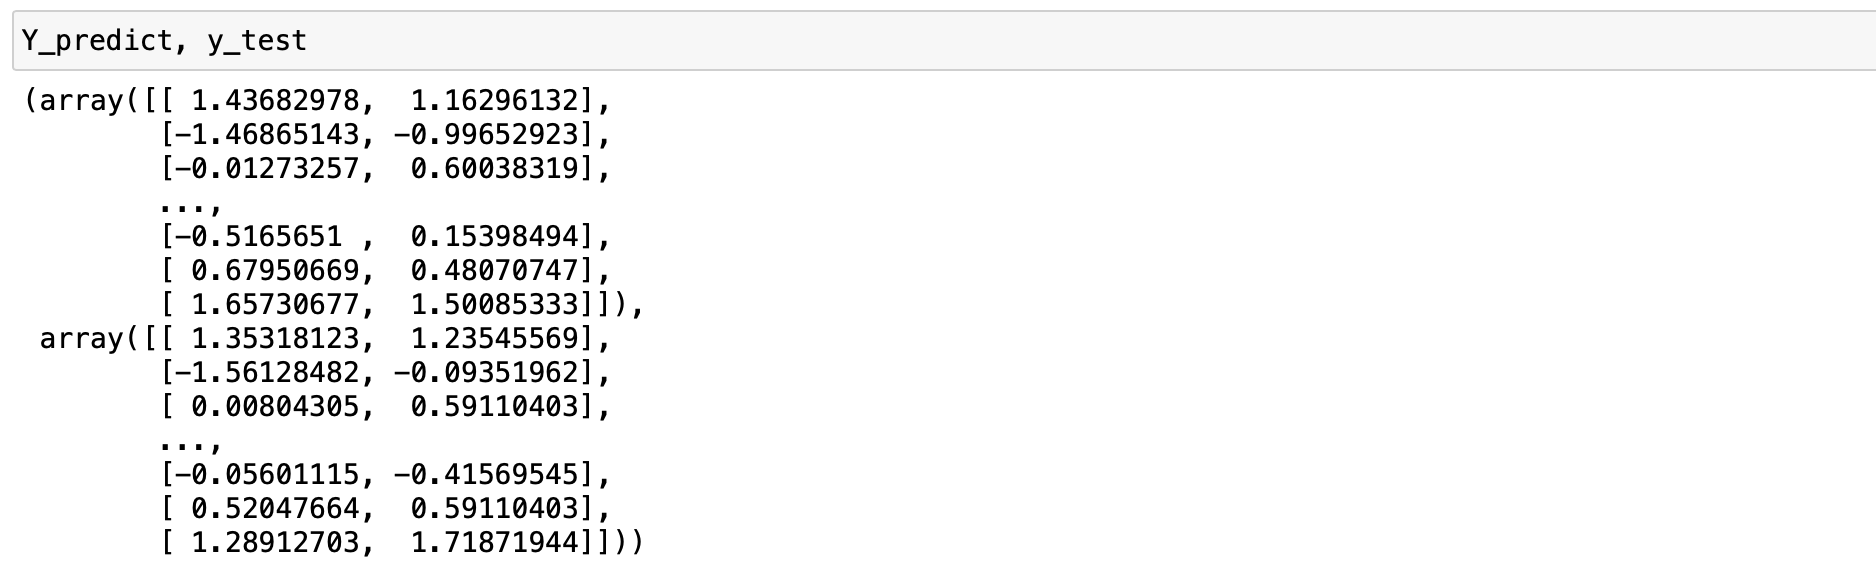 Y_predict, y_test
(array([[ 1.43682978,  1.16296132],
        [-1.46865143, -0.99652923],
        [-0.01273257,  0.60038319],
        ...,
        [-0.5165651 ,  0.15398494],
        [ 0.67950669,  0.48070747],
        [ 1.65730677,  1.50085333]]),
 array([[ 1.35318123,  1.23545569],
        [-1.56128482, -0.09351962],
        [ 0.00804305,  0.59110403],
        ...,
        [-0.05601115, -0.41569545],
        [ 0.52047664,  0.59110403],
        [ 1.28912703,  1.71871944]]))